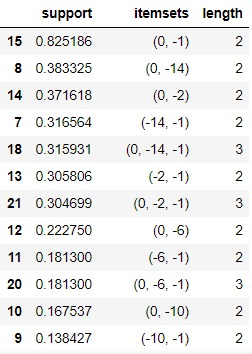 support itemsets length
15 0.825186 (0, -1) 2
8 0.383325 (0, -14) 2
14 0.371618 (0, -2) 2
7 0.316564 (-14, -1) 2
18 0.315931 (0, -14, -1) 3
13 0.305806 (-2, -1) 2
21 0.304699 (0, -2, -1) 3
12 0.222750 (0, -6) 2
11 0.181300 (-6, -1) 2
20 0.181300 (0, -6, -1) 3
10 0.167537 (0, -10) 2
9 0.138427 (-10, -1) 2